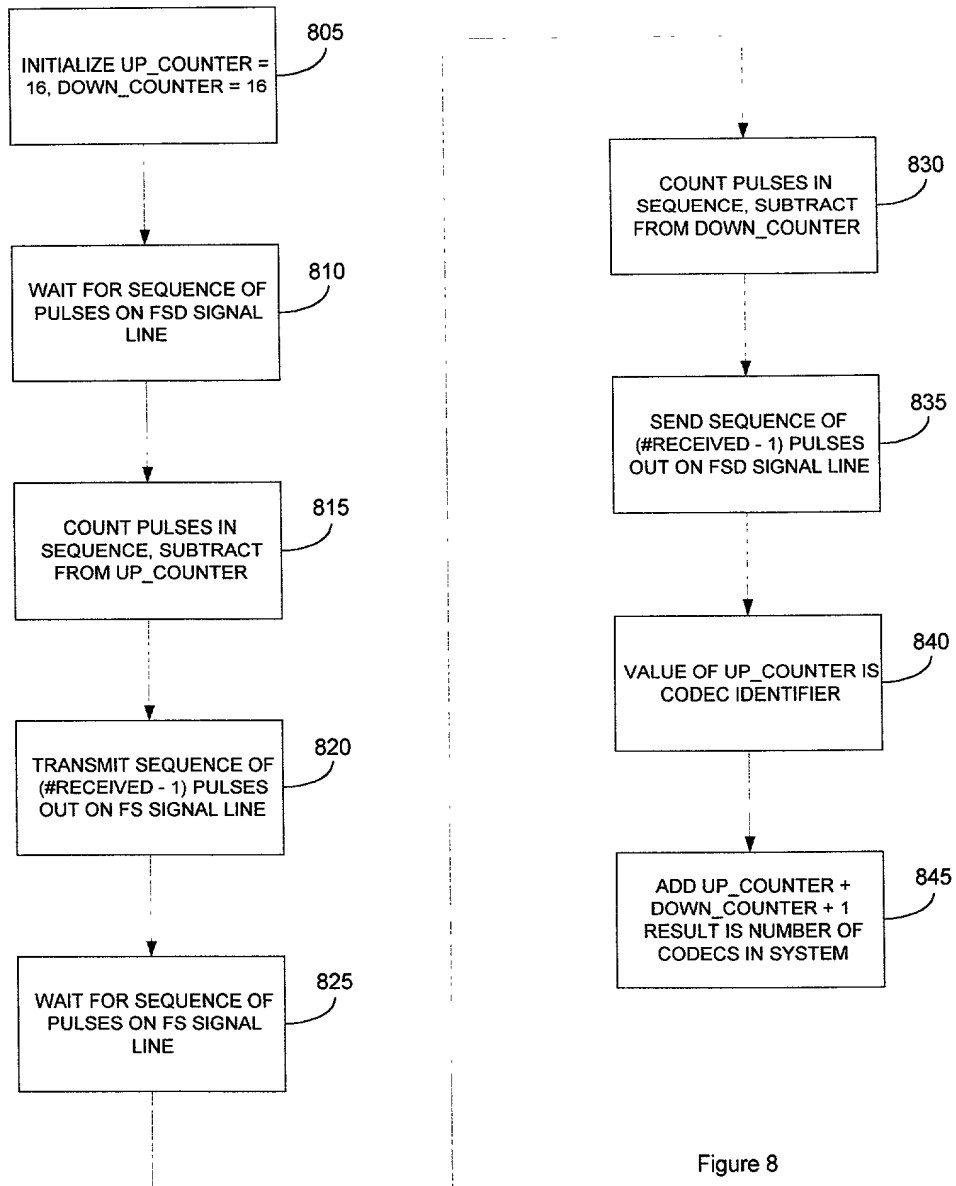 805
INITIALIZE UP_COUNTER =
16, DOWN_COUNTER = 16
810
WAIT FOR SEQUENCE OF
PULSES ON FSD SIGNAL
LINE
815
COUNT PULSES IN
SEQUENCE, SUBTRACT
FROM UP_COUNTER
820
TRANSMIT SEQUENCE OF
(#RECEIVED - 1) PULSES
OUT ON FS SIGNAL LINE
825
WAIT FOR SEQUENCE OF
PULSES ON FS SIGNAL
LINE
830
COUNT PULSES IN
SEQUENCE, SUBTRACT
FROM DOWN_COUNTER
835
SEND SEQUENCE OF
(#RECEIVED - 1) PULSES
OUT ON FSD SIGNAL LINE
840
VALUE OF UP_COUNTER IS
CODEC IDENTIFIER
845
ADD UP_COUNTER +
DOWN_COUNTER + 1
RESULT IS NUMBER OF
CODECS IN SYSTEM
Figure 8